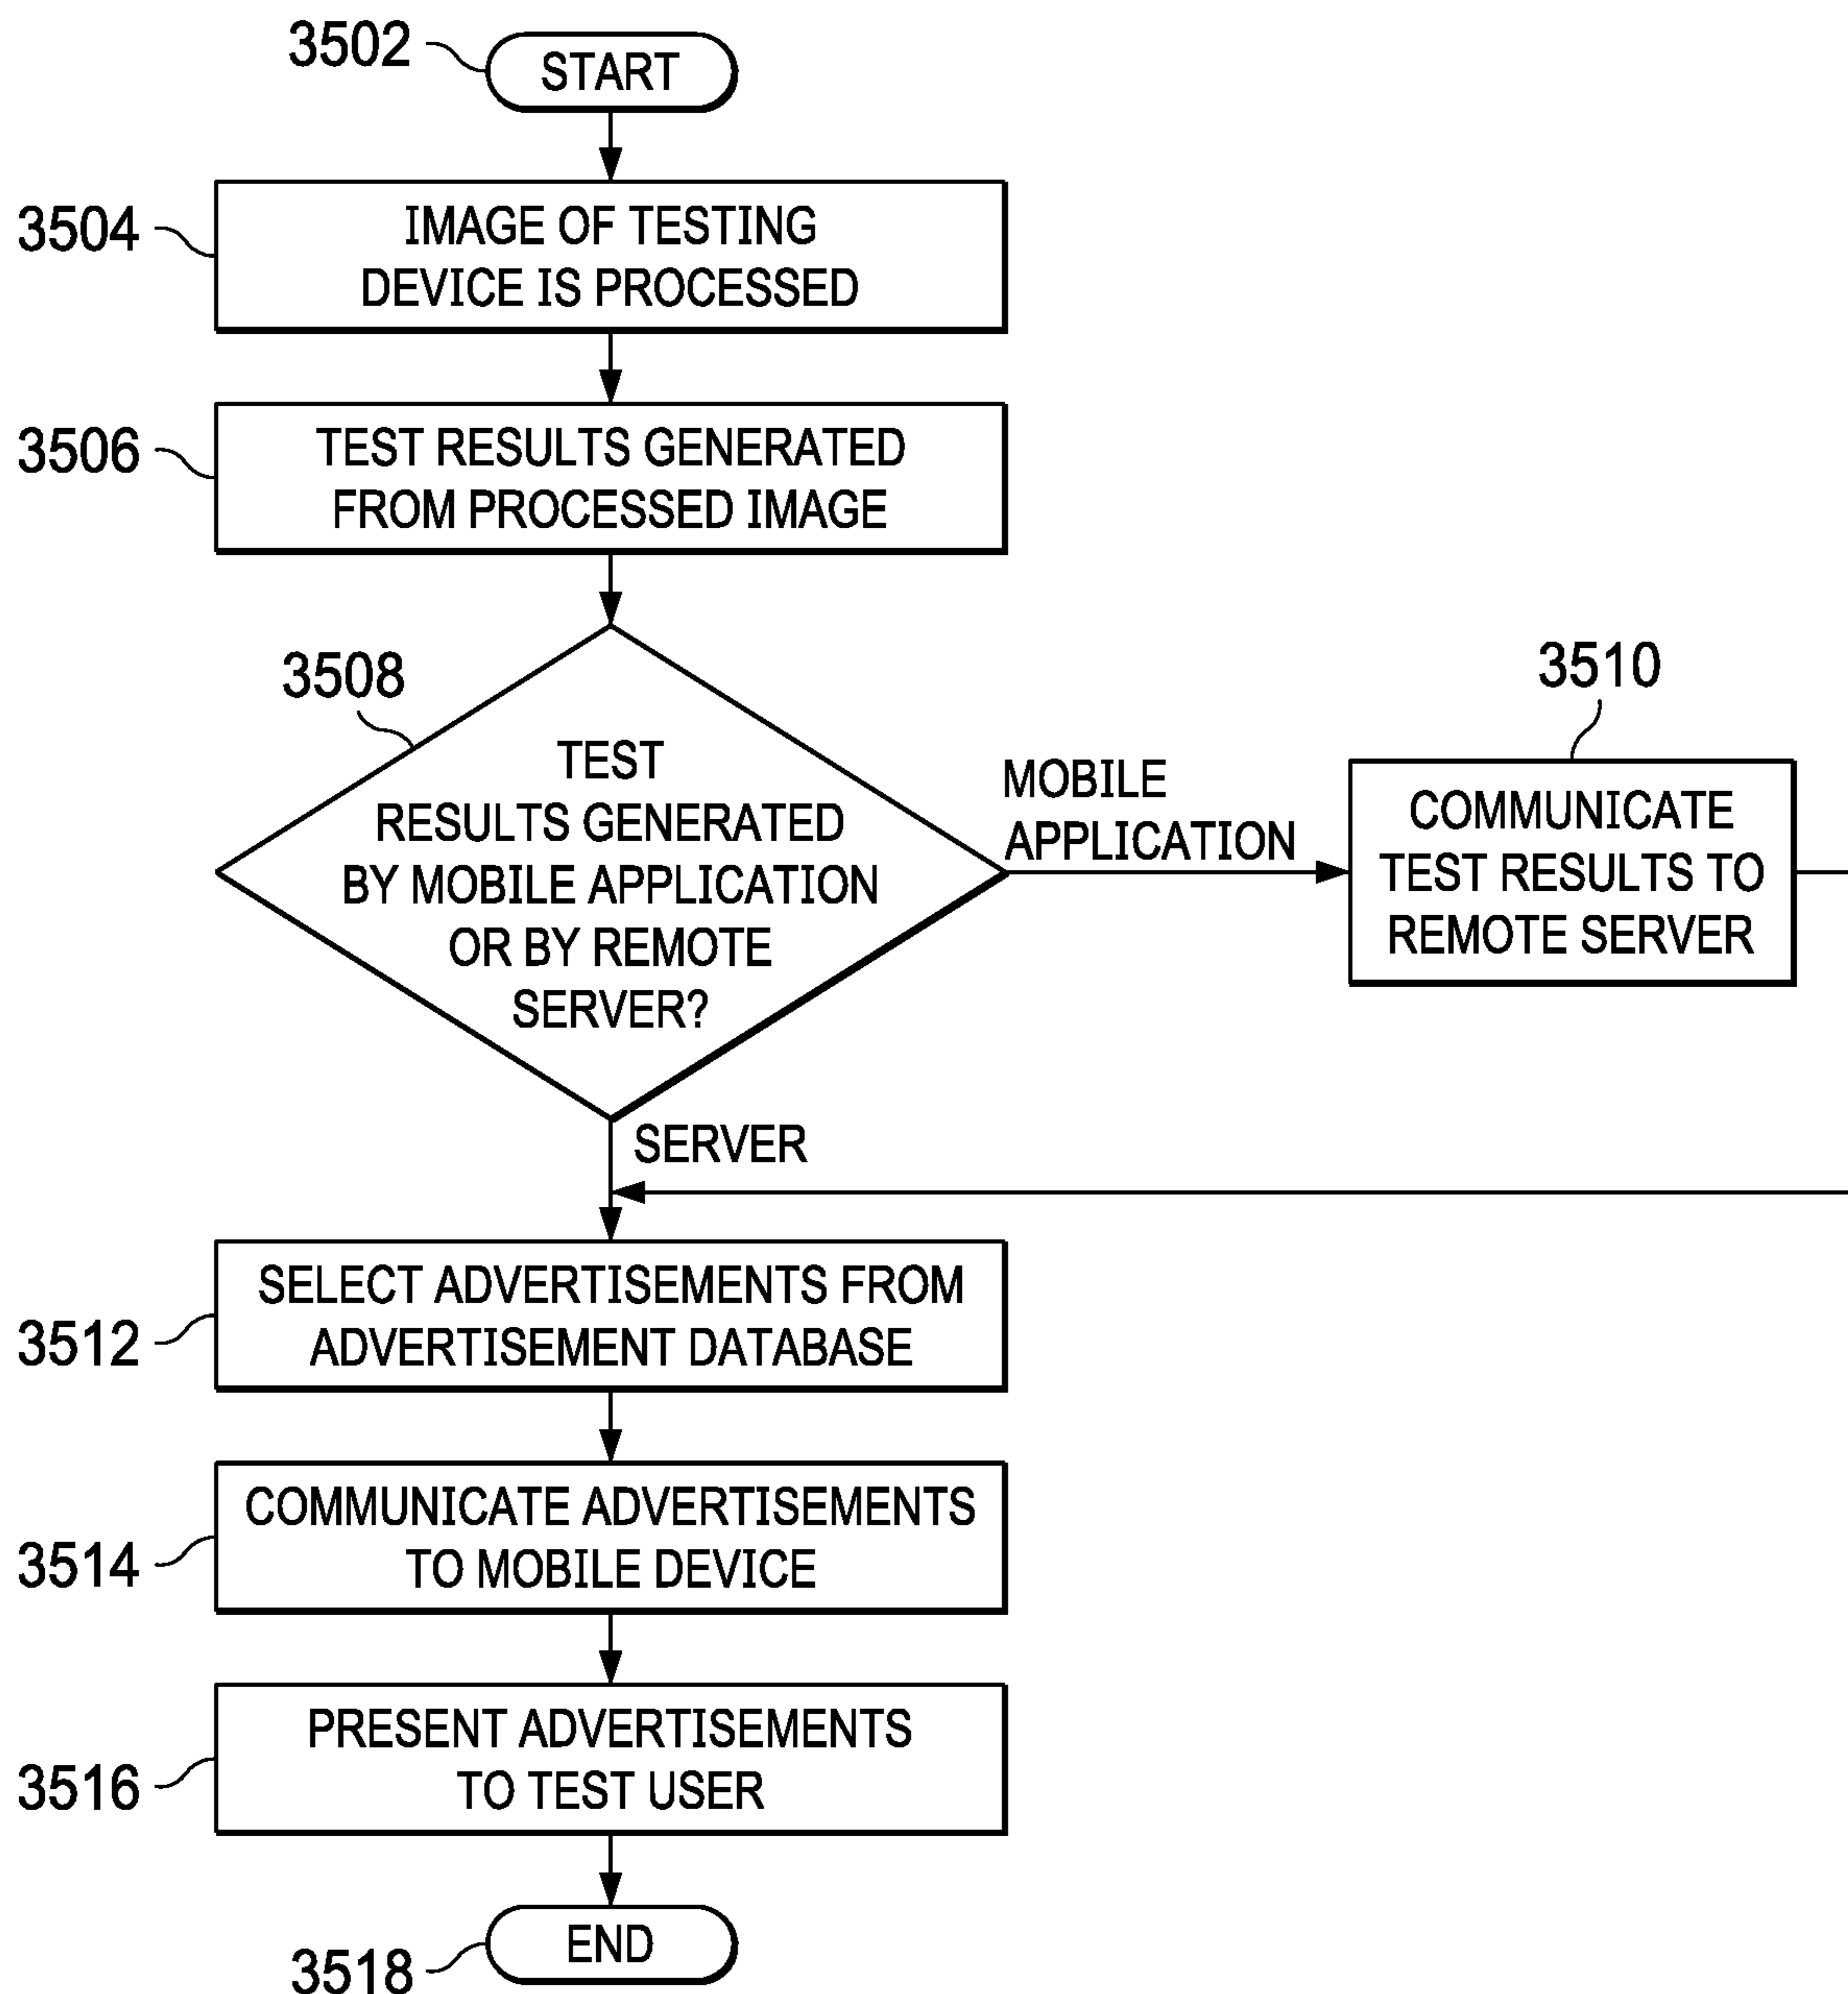 3502
START
3504
IMAGE OF TESTING
DEVICE IS PROCESSED
3506
TEST RESULTS GENERATED
FROM PROCESSED IMAGE
3508
TEST
RESULTS GENERATED
BY MOBILE APPLICATION
OR BY REMOTE
SERVER?
MOBILE
APPLICATION
3510
COMMUNICATE
TEST RESULTS TO
REMOTE SERVER
SERVER
3512
SELECT ADVERTISEMENTS FROM
ADVERTISEMENT DATABASE
3514
COMMUNICATE ADVERTISEMENTS
TO MOBILE DEVICE
3516
PRESENT ADVERTISEMENTS
TO TEST USER
3518
END